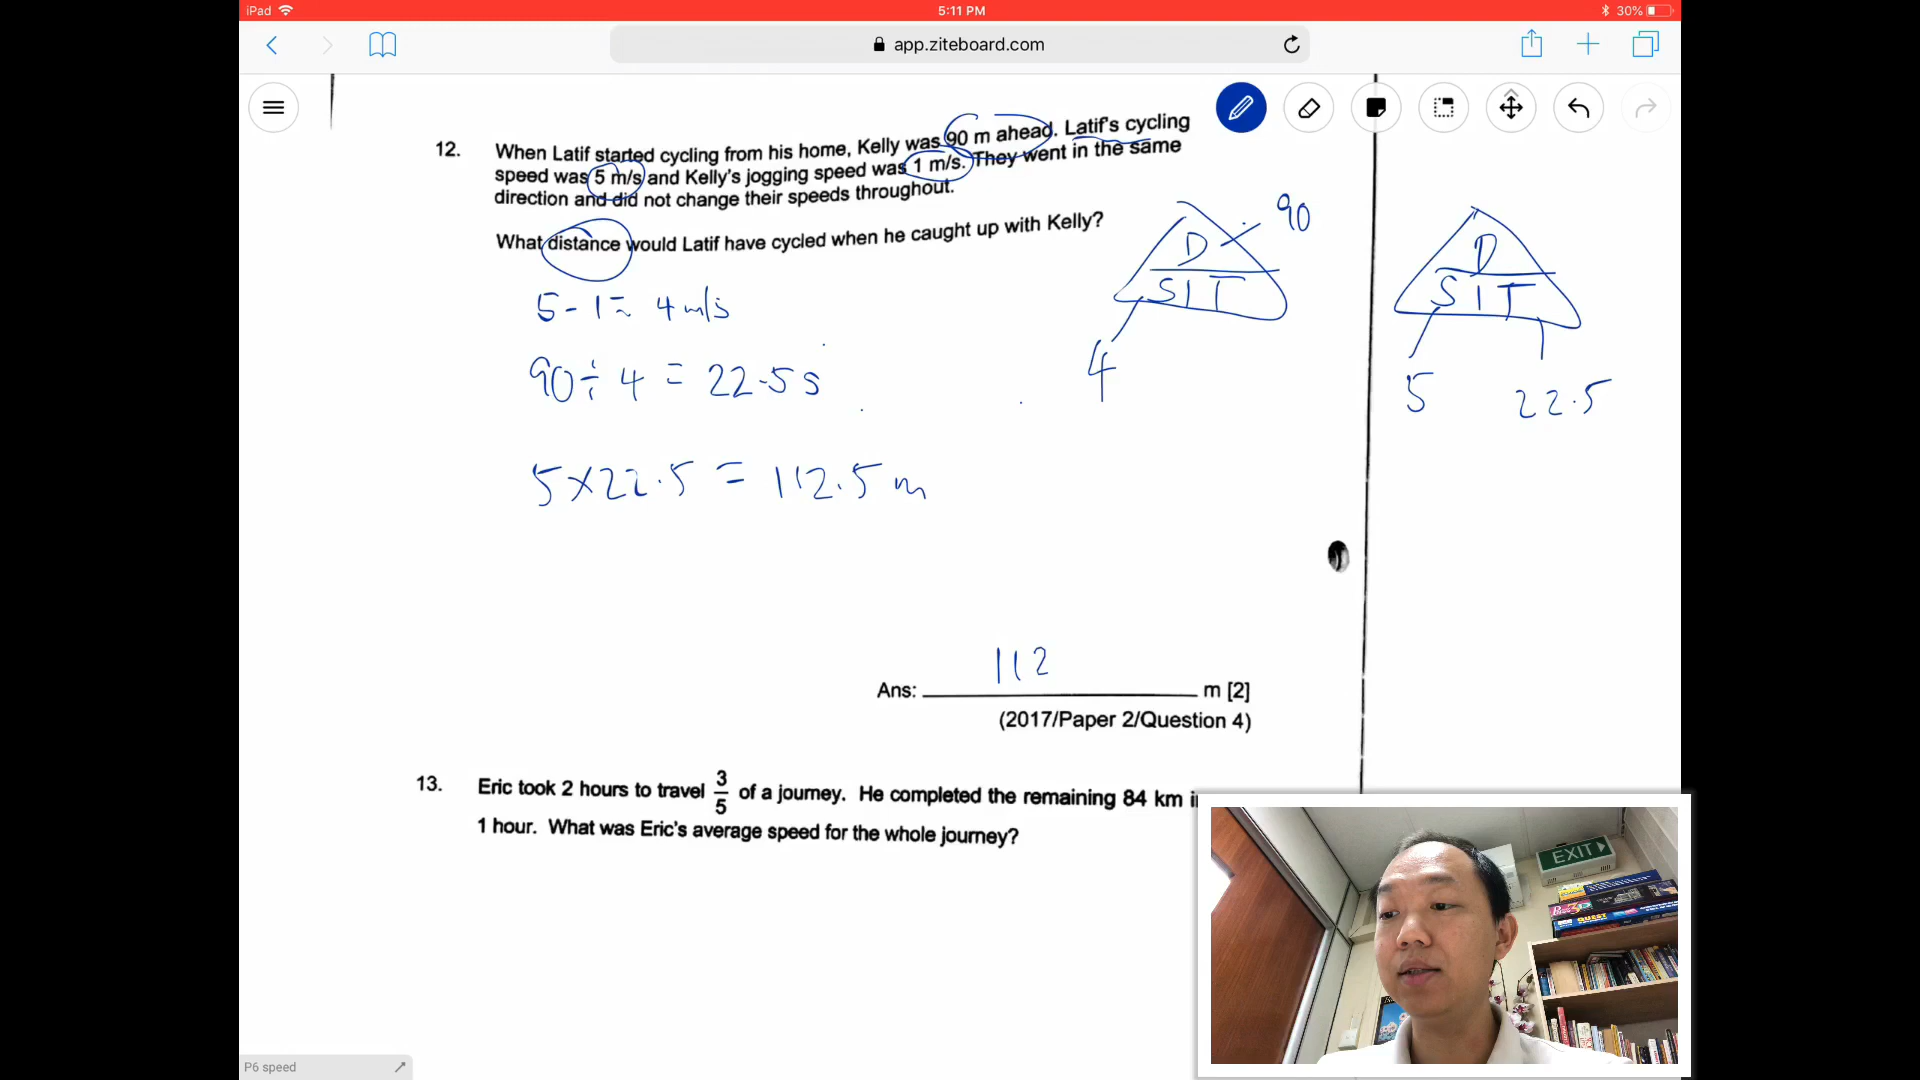 iPad 5:11 PM 30%
app.ziteboard.com
12. When Latif started cycling from his home, Kelly was 90 m ahead. Latif's cycling
speed was 5 m/s and Kelly's jogging speed was 1 m/s. They went in the same
direction and did not change their speeds throughout.
What distance would Latif have cycled when he caught up with Kelly?
5 - 1 = 4 m/s
90 ÷ 4 = 22.5 s
5 × 22.5 = 112.5 m
D 90
S T
4
D
S T
5 22.5
112
Ans: m [2]
(2017/Paper 2/Question 4)
13. Eric took 2 hours to travel 3/5 of a journey. He completed the remaining 84 km
1 hour. What was Eric's average speed for the whole journey?
EXIT
QUEST
P6 speed